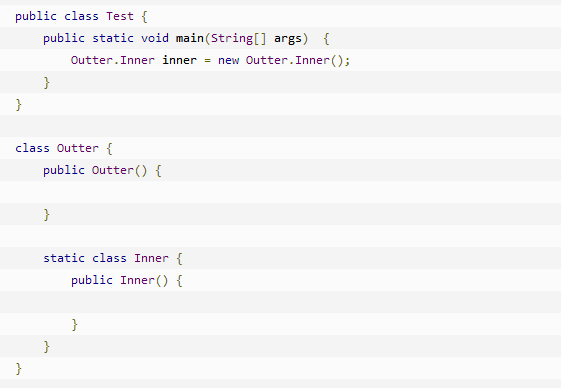 public class Test {
    public static void main(String[] args)  {
        Outter.Inner inner = new Outter.Inner();
    }
}

class Outter {
    public Outter() {

    }

    static class Inner {
        public Inner() {

        }
    }
}